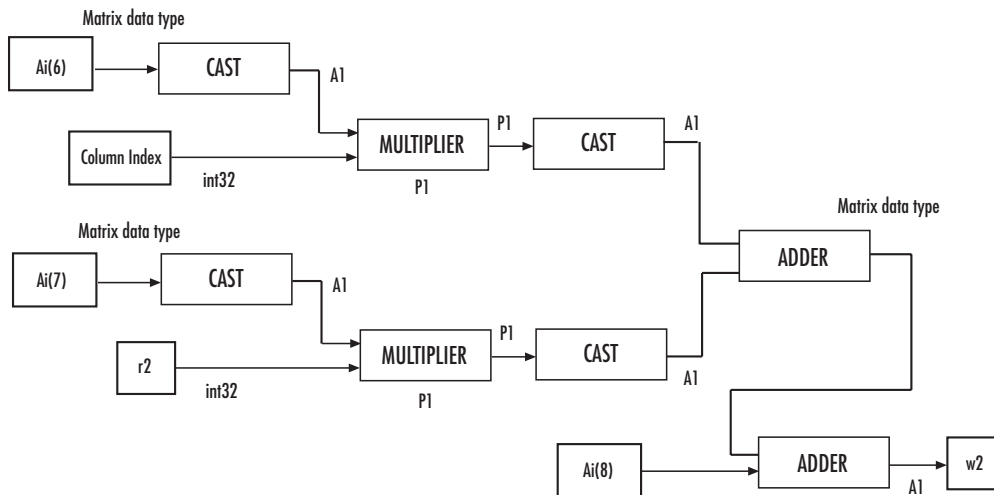 Matrix data type
Ai(6)
CAST
A1
Column Index
int32
MULTIPLIER
P1
P1
CAST
A1
Matrix data type
Ai(7)
CAST
A1
r2
int32
MULTIPLIER
P1
P1
CAST
A1
Matrix data type
ADDER
Ai(8)
ADDER
A1
w2